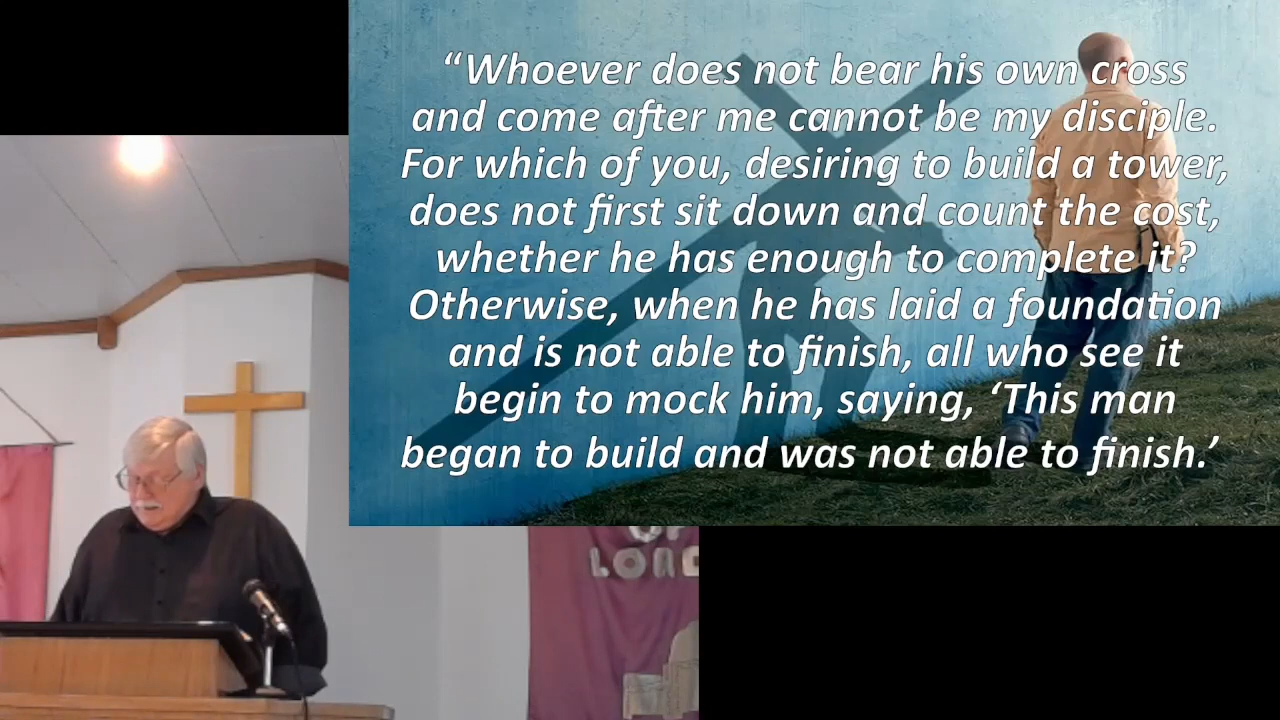 “Whoever does not bear his own cross
and come after me cannot be my disciple.
For which of you, desiring to build a tower,
does not first sit down and count the cost,
whether he has enough to complete it?
Otherwise, when he has laid a foundation
and is not able to finish, all who see it
begin to mock him, saying, ‘This man
began to build and was not able to finish.’
LORD